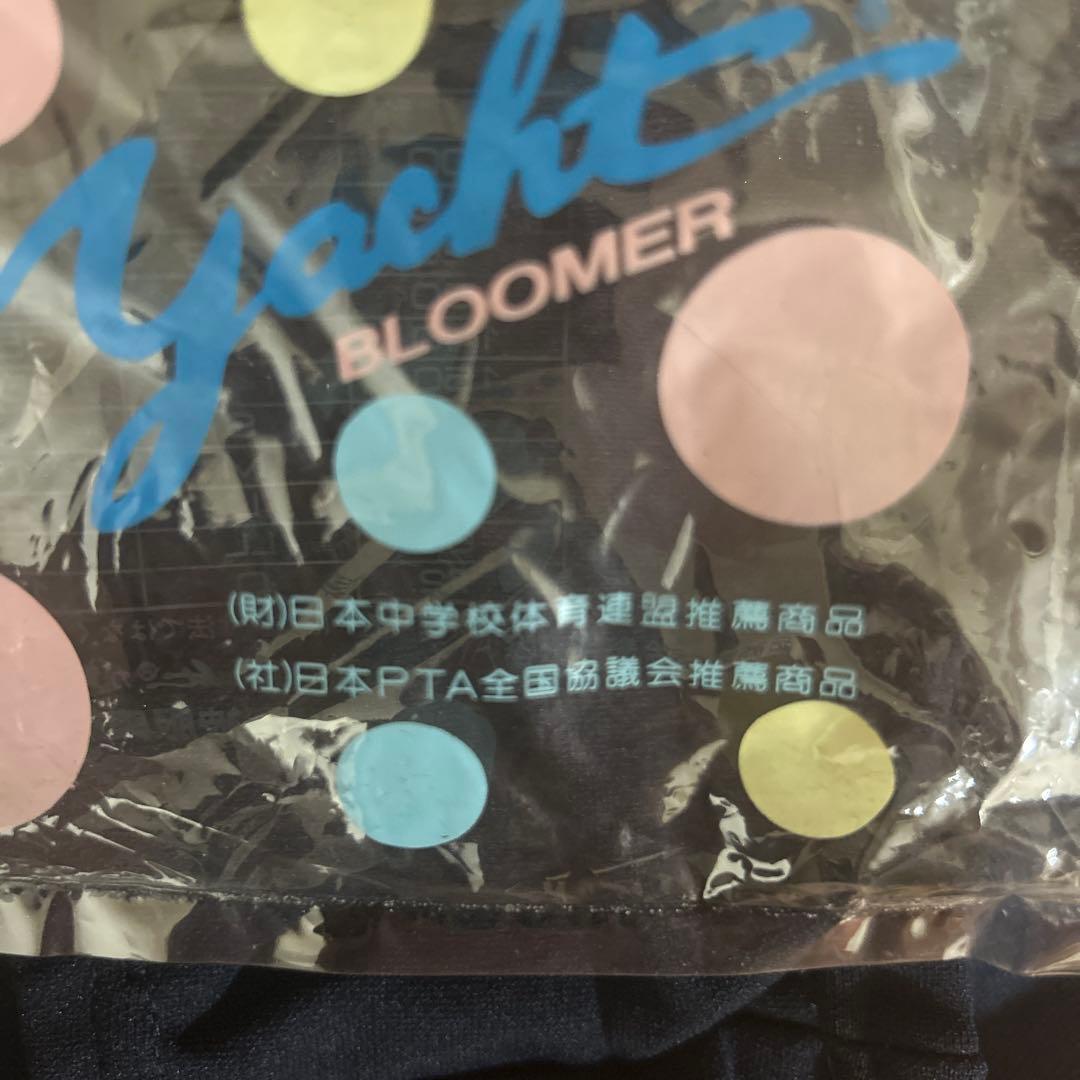 yacht
BLOOMER
(財)日本中学校体育連盟推薦商品
(社)日本PTA全国協議会推薦商品